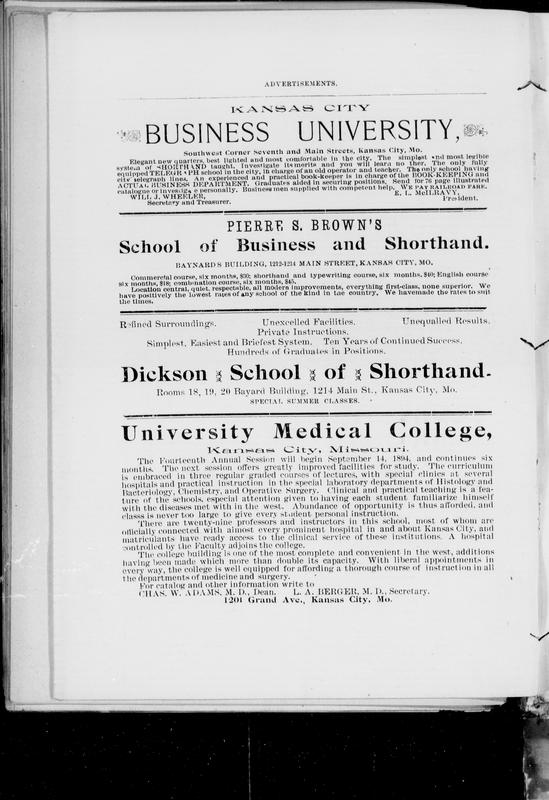 ADVERTISEMENTS.
KANSAS CITY
BUSINESS UNIVERSITY,
Southwest Corner Seventh and Main Streets, Kansas City, Mo.
Elegant new quarters, best lighted and most comfortable in the city. The simplest and most legible
system of SHORTHAND taught. Investigate its merits and you will learn no other. The only fully
equipped TELEGRAPH school in the city, in charge of an old operator and teacher. The only school having
city telegraph lines. An experienced and practical book-keeper is in charge of the BOOK-KEEPING and
ACTUAL BUSINESS DEPARTMENT. Graduates aided in securing positions. Send for 76 page illustrated
catalogue or investigate personally. Business men supplied with competent help. WE PAY RAILROAD FARE.
WILL J. WHEELER, E. L. McILRAVY,
Secretary and Treasurer. President.
PIERRE S. BROWN'S
School of Business and Shorthand.
BAYNARD'S BUILDING, 1212-1214 MAIN STREET, KANSAS CITY, MO.
Commercial course, six months, $30; shorthand and typewriting course, six months, $40; English course
six months, $18; combination course, six months, $45.
Location central, quiet, respectable, all modern improvements, everything first-class, none superior. We
have positively the lowest rates of any school of the kind in tae country. We havemade the rates to suit
the times.
Refined Surroundings. Unexcelled Facilities. Unequalled Results.
Private Instructions.
Simplest, Easiest and Briefest System. Ten Years of Continued Success.
Hundreds of Graduates in Positions.
Dickson School of Shorthand.
Rooms 18, 19, 20 Bayard Building, 1214 Main St., Kansas City, Mo.
SPECIAL SUMMER CLASSES.
University Medical College,
Kansas City, Missouri.
The Fourteenth Annual Session will begin September 14, 1894, and continues six
months. The next session offers greatly improved facilities for study. The curriculum
is embraced in three regular graded courses of lectures, with special clinics at several
hospitals and practical instruction in the special laboratory departments of Histology and
Bacteriology, Chemistry, and Operative Surgery. Clinical and practical teaching is a fea-
ture of the schools, especial attention given to having each student familiarize himself
with the diseases met with in the west. Abundance of opportunity is thus afforded, and
classs is never too large to give every student personal instruction.
There are twenty-nine professors and instructors in this school, most of whom are
officially connected with almost every prominent hospital in and about Kansas City, and
matriculants have ready access to the clinical service of these institutions. A hospital
controlled by the Faculty adjoins the college.
The college building is one of the most complete and convenient in the west, additions
having been made which more than double its capacity. With liberal appointments in
every way, the college is well equipped for affording a thorough course of instruction in all
the departments of medicine and surgery.
For catalog and other information write to
CHAS. W. ADAMS, M. D., Dean. L. A. BERGER, M. D., Secretary.
1201 Grand Ave., Kansas City, Mo.